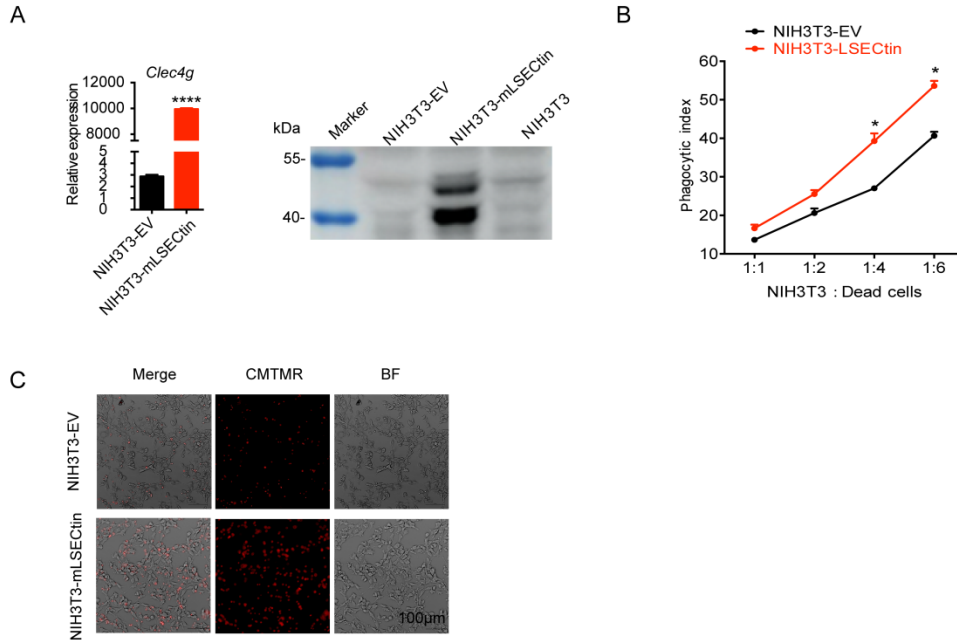 A
Clec4g
Relative expression
12000
10000
8000
5
4
3
2
1
0
****
NIH3T3-EV
NIH3T3-mLSECtin
kDa
Marker
NIH3T3-EV
NIH3T3-mLSECtin
NIH3T3
55-
40-
B
NIH3T3-EV
NIH3T3-LSECtin
Phagocytic index
60
50
40
30
20
10
*
*
1:1 1:2 1:4 1:6
NIH3T3 : Dead cells
C
Merge CMTMR BF
NIH3T3-EV
NIH3T3-mLSECtin
100μm